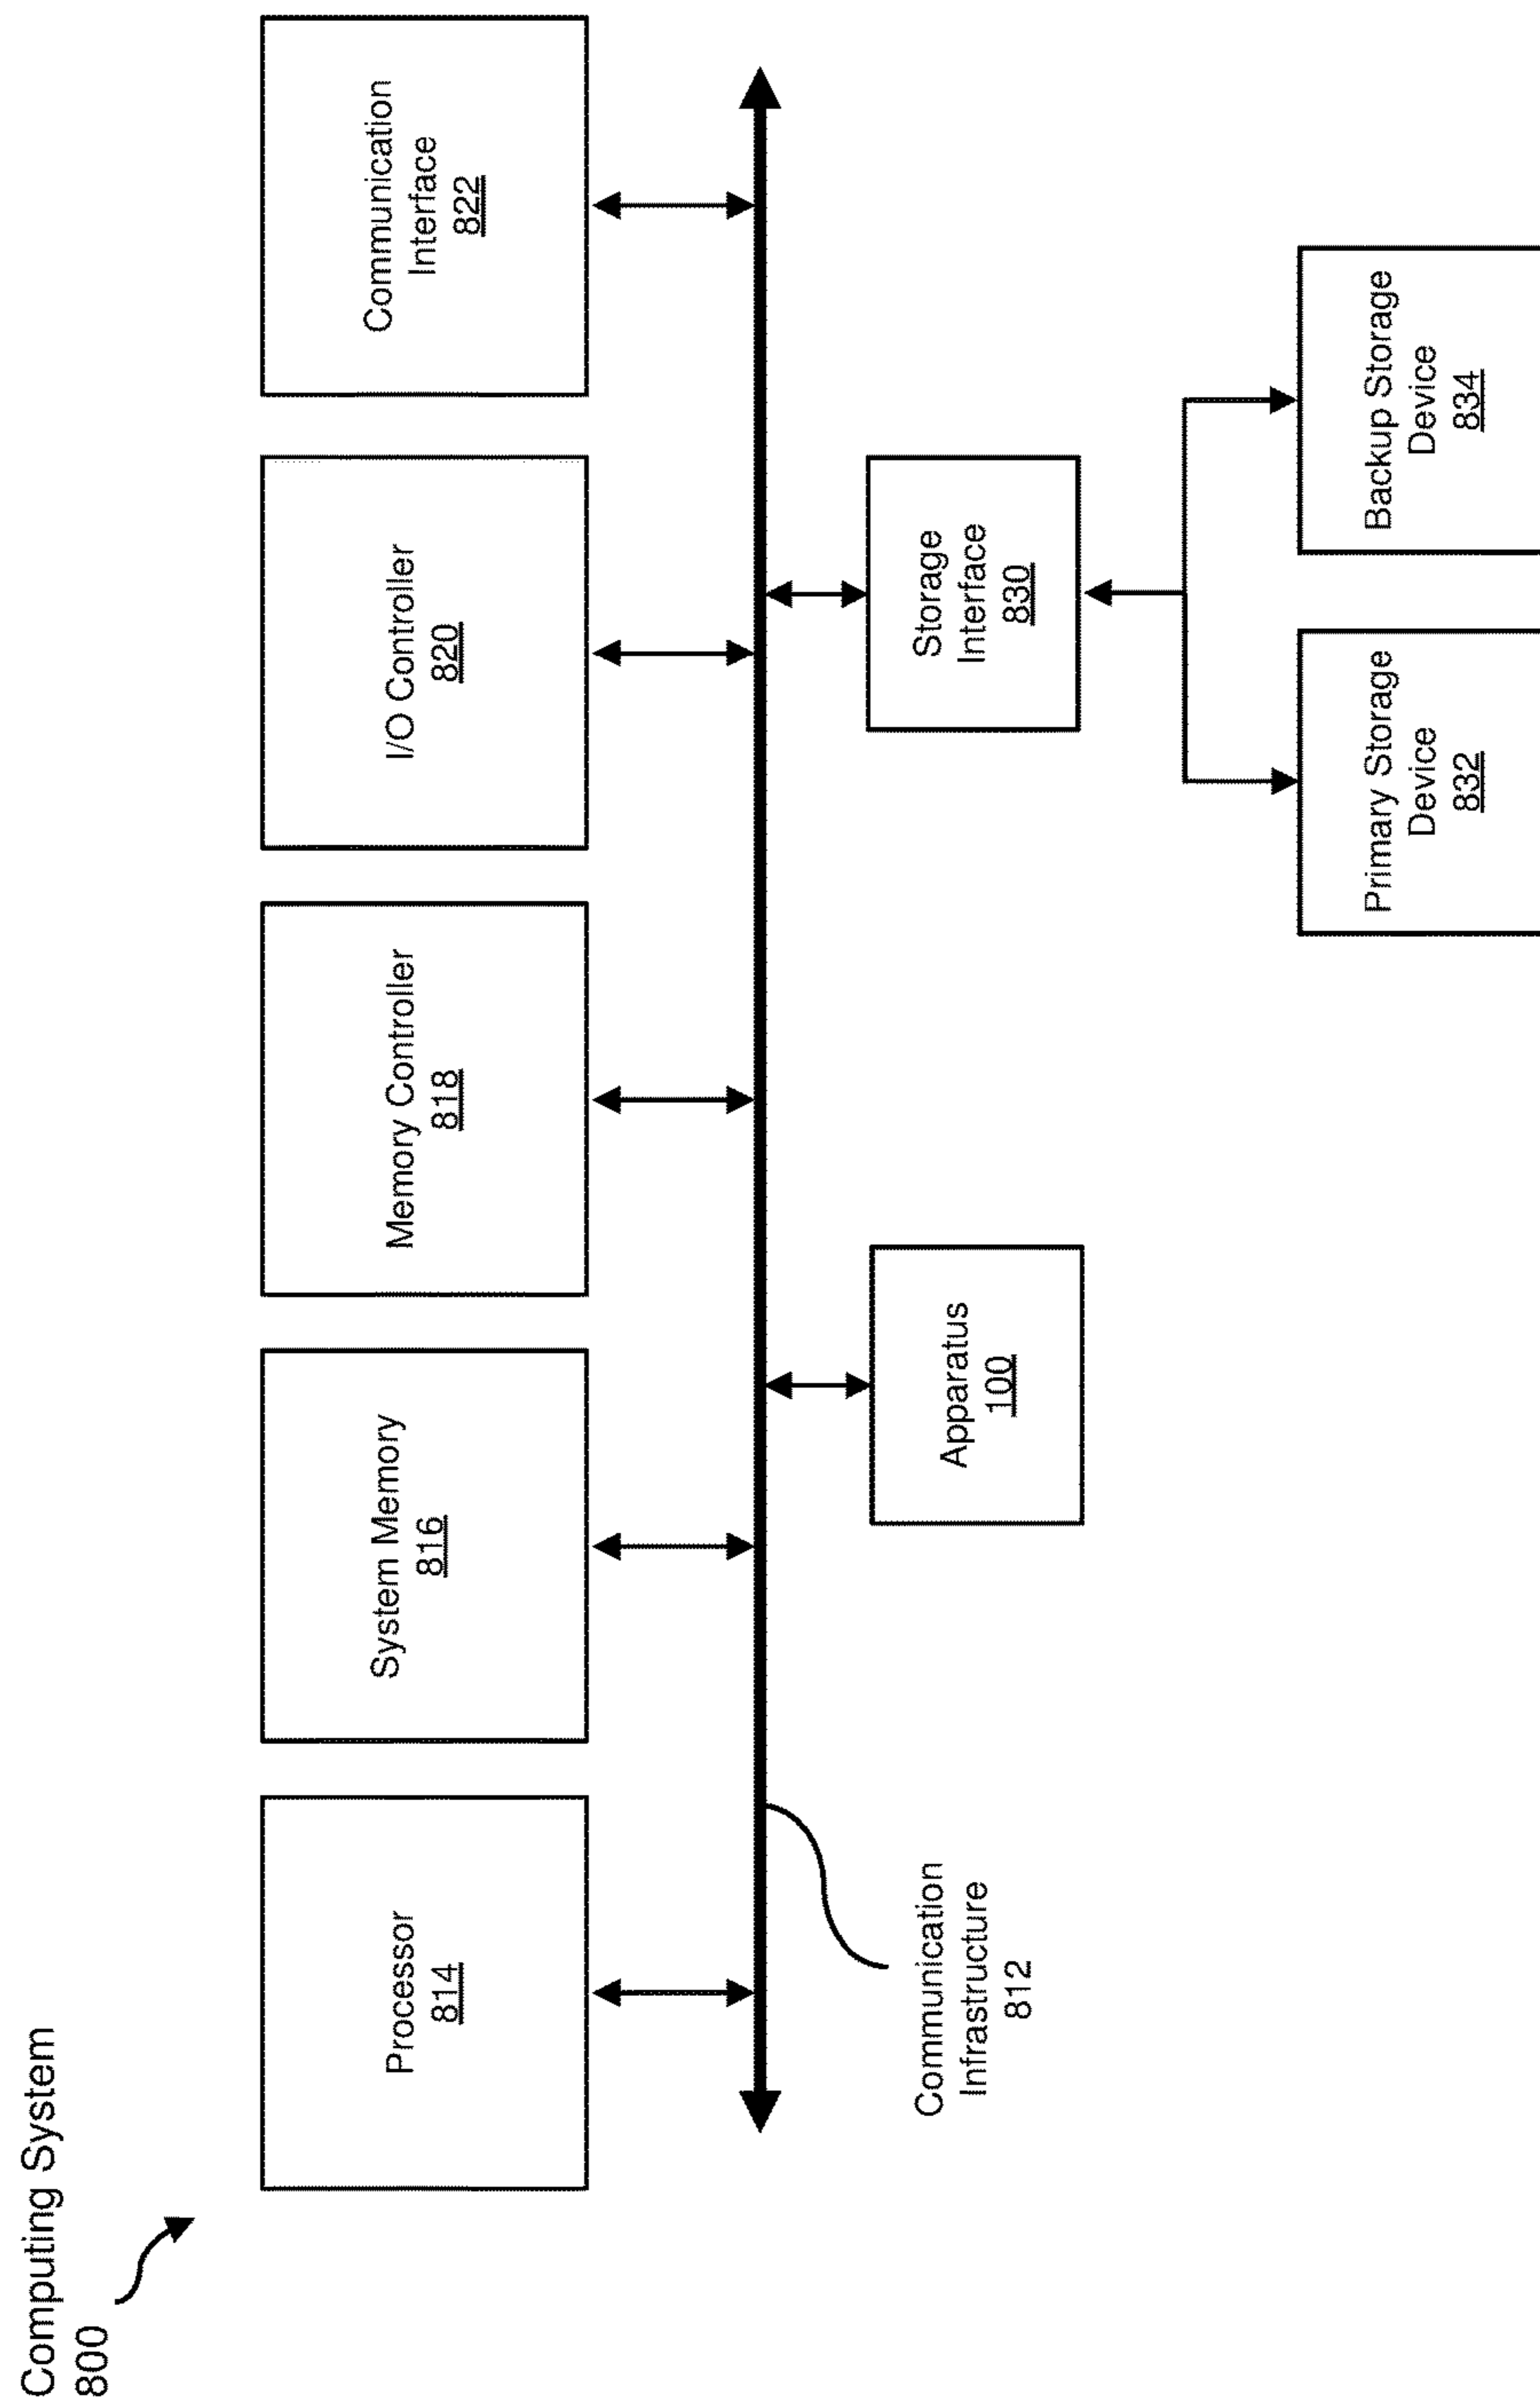 Computing System
800
Processor
814
System Memory
816
Memory Controller
818
I/O Controller
820
Communication
Interface
822
Communication
Infrastructure
812
Apparatus
100
Storage
Interface
830
Primary Storage
Device
832
Backup Storage
Device
834